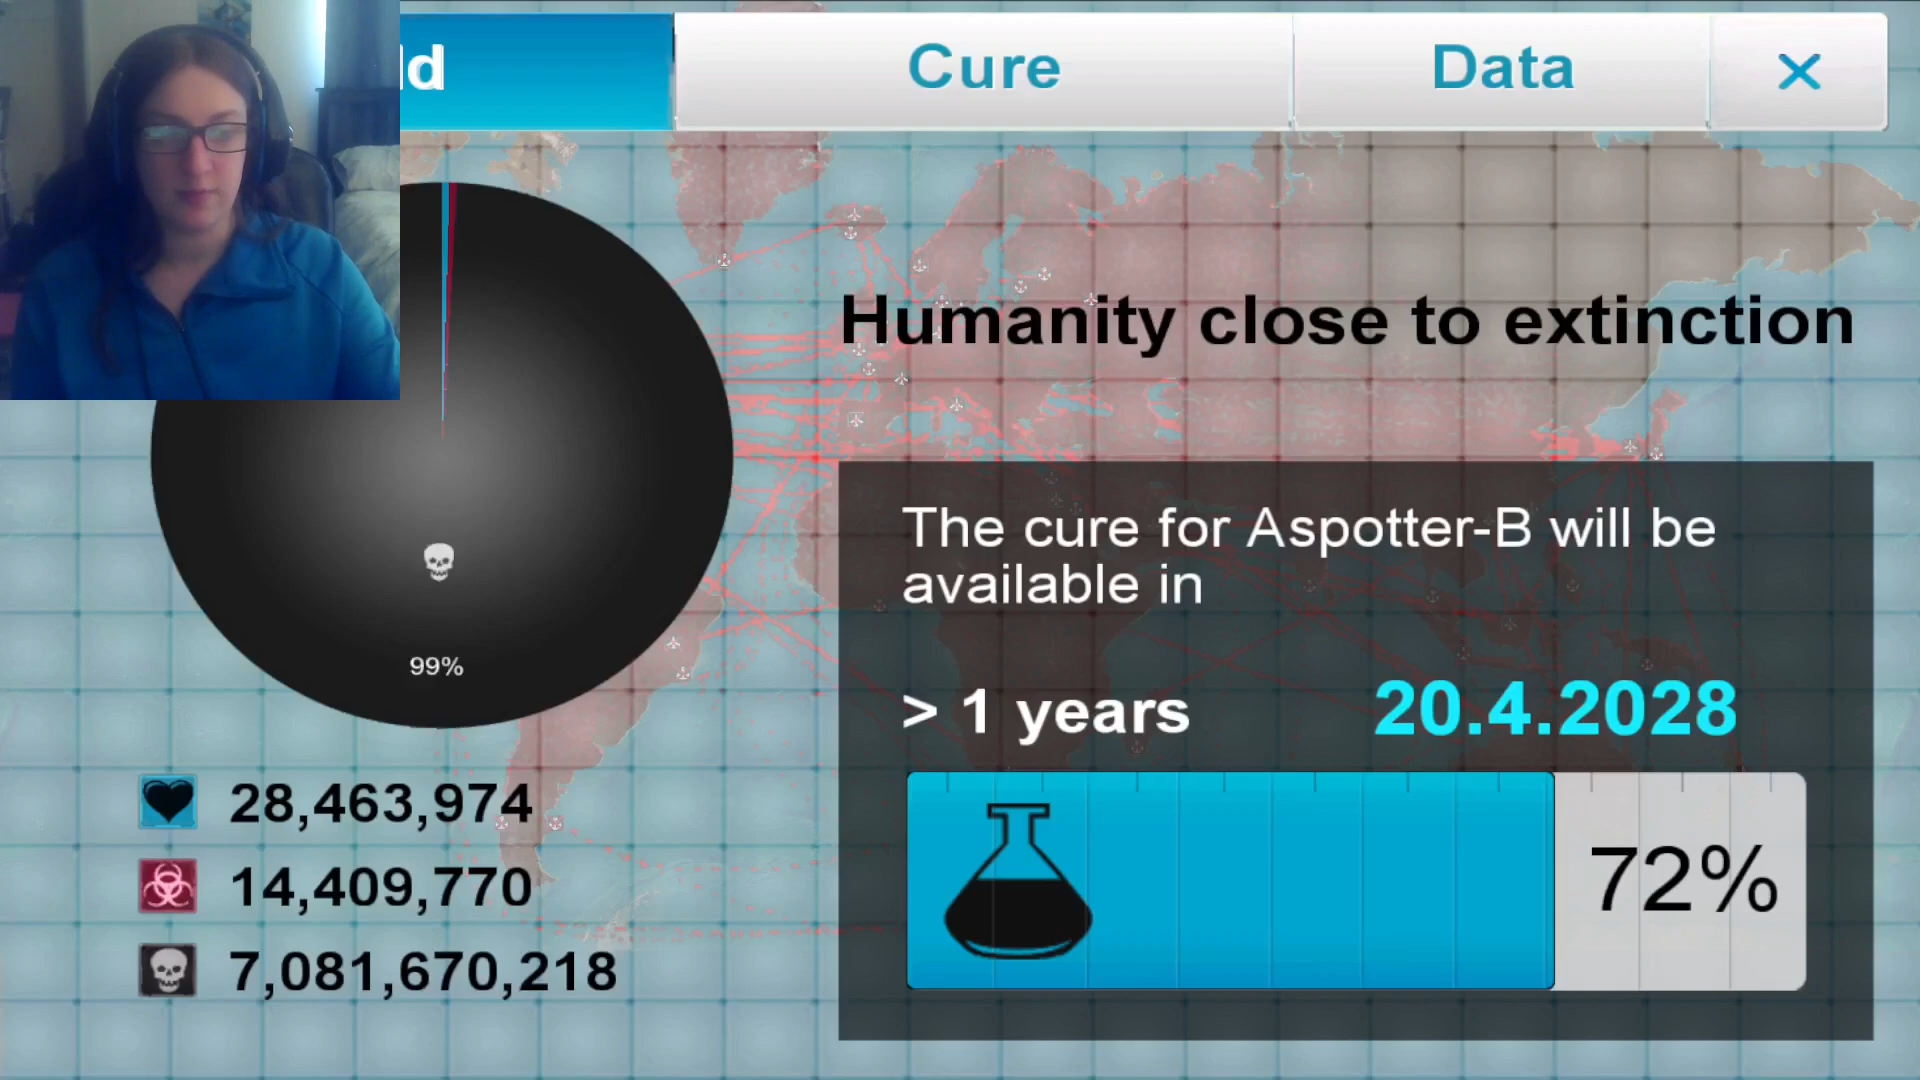 ld
Cure
Data
Humanity close to extinction
The cure for Aspotter-B will be
available in
> 1 years
20.4.2028
72%
99%
28,463,974
14,409,770
7,081,670,218